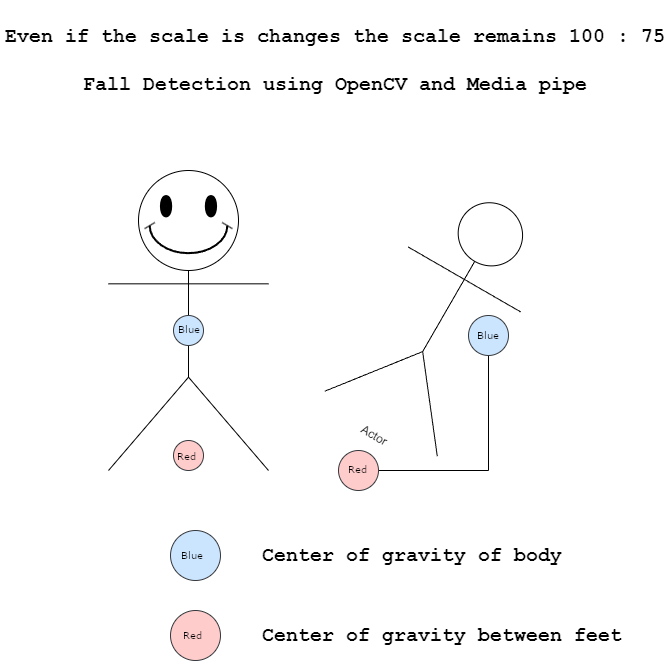 Even if the scale is changes the scale remains 100 : 75
Fall Detection using OpenCV and Media pipe
Blue
Blue
Actor
Red
Red
Blue
Center of gravity of body
Red
Center of gravity between feet